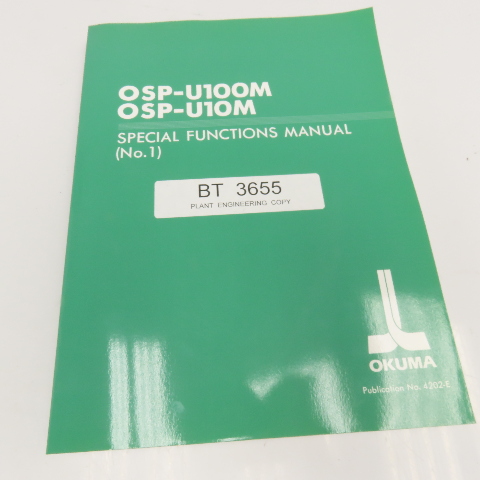 OSP-U100M
OSP-U10M
SPECIAL FUNCTIONS MANUAL
(No.1)
BT 3655
PLANT ENGINEERING COPY
OKUMA
Publication No. 4202-E